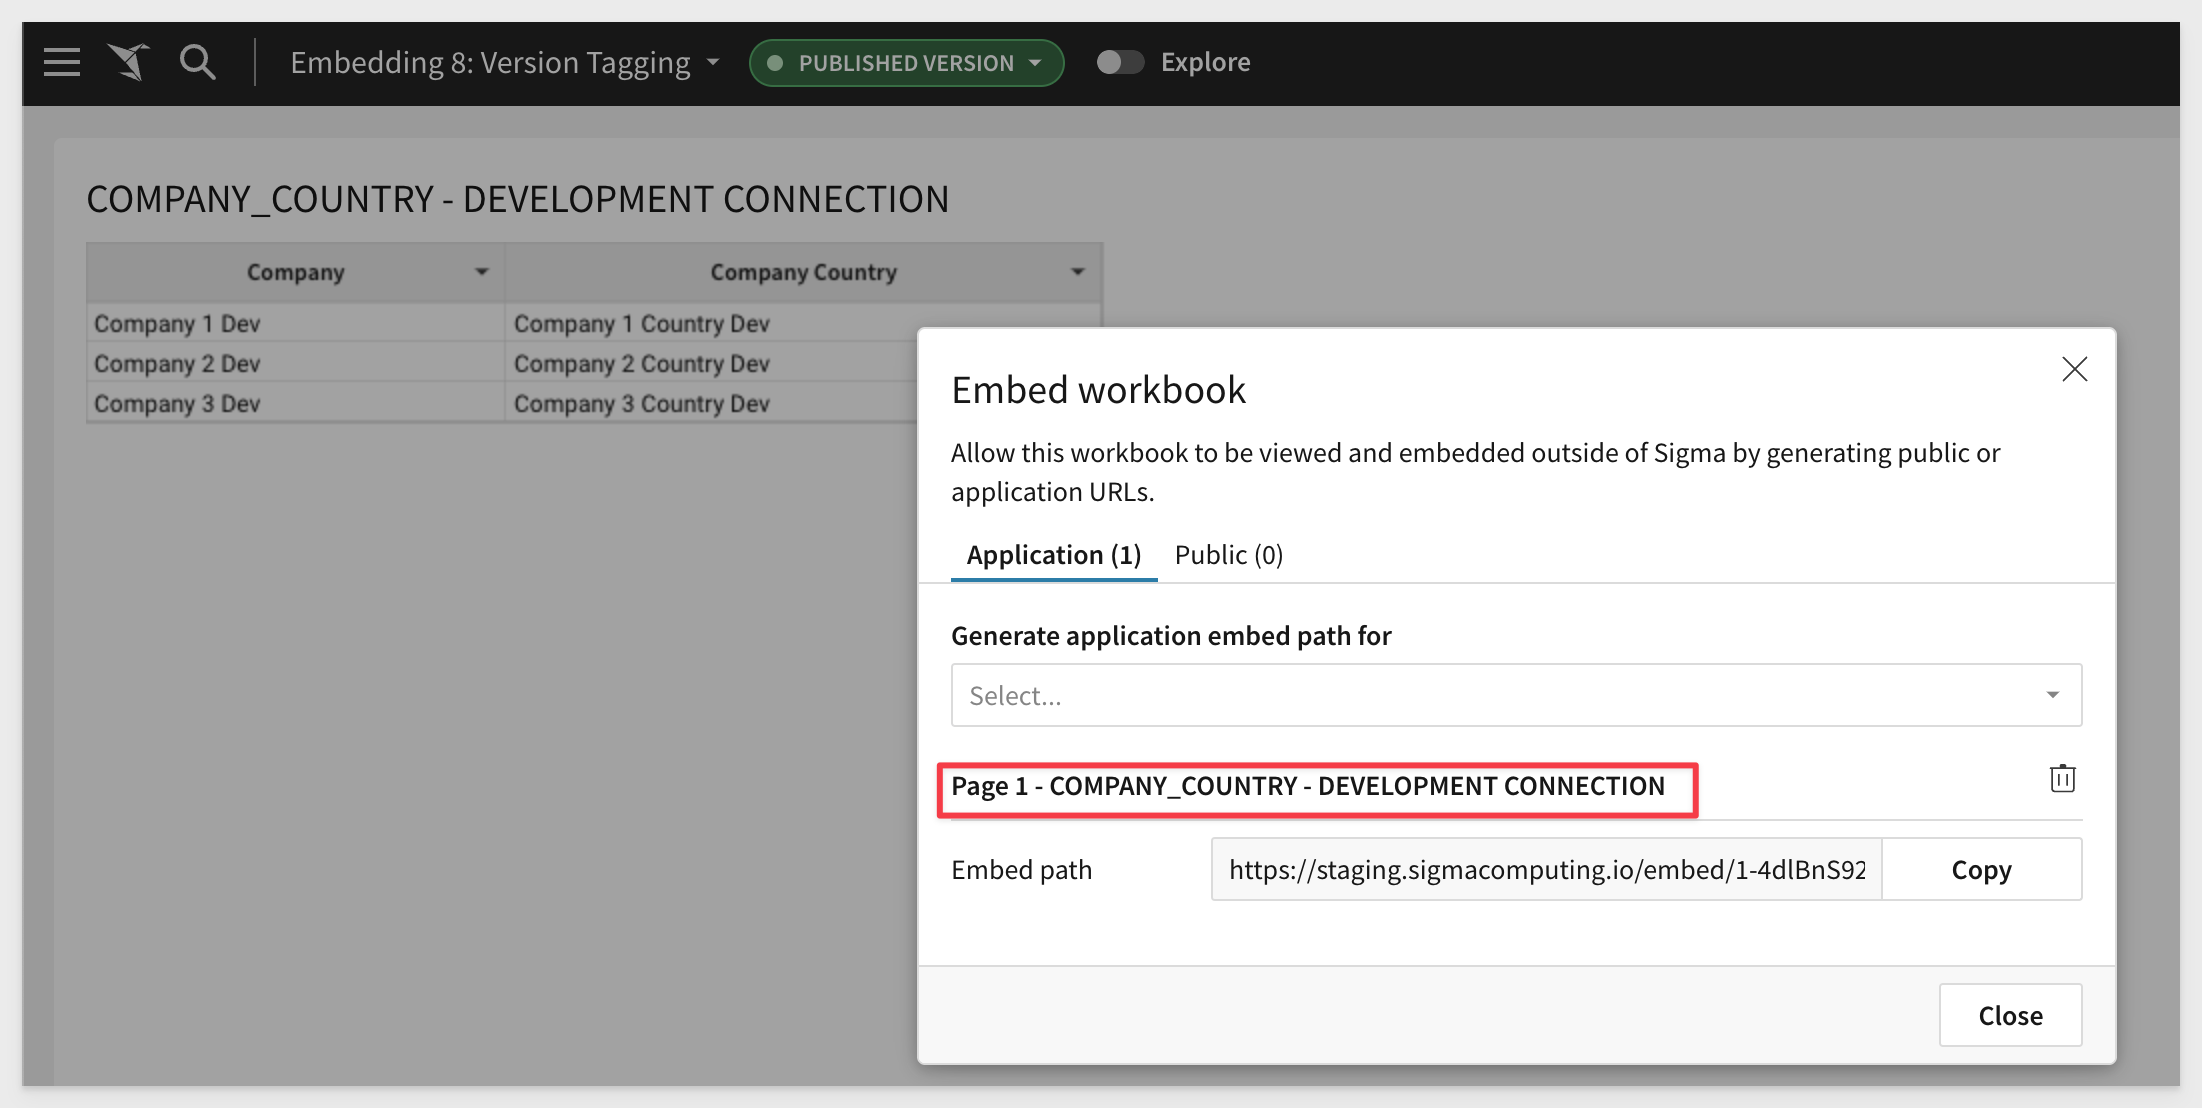 Embedding 8: Version Tagging
PUBLISHED VERSION
Explore
COMPANY_COUNTRY - DEVELOPMENT CONNECTION
Company Company Country
Company 1 Dev Company 1 Country Dev
Company 2 Dev Company 2 Country Dev
Company 3 Dev Company 3 Country Dev
Embed workbook
Allow this workbook to be viewed and embedded outside of Sigma by generating public or
application URLs.
Application (1) Public (0)
Generate application embed path for
Select...
Page 1 - COMPANY_COUNTRY - DEVELOPMENT CONNECTION
Embed path https://staging.sigmacomputing.io/embed/1-4dlBnS92 Copy
Close